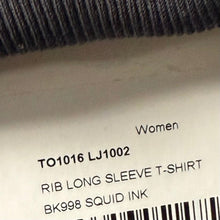 Women
TO1016 LJ1002
RIB LONG SLEEVE T-SHIRT
BK998 SQUID INK